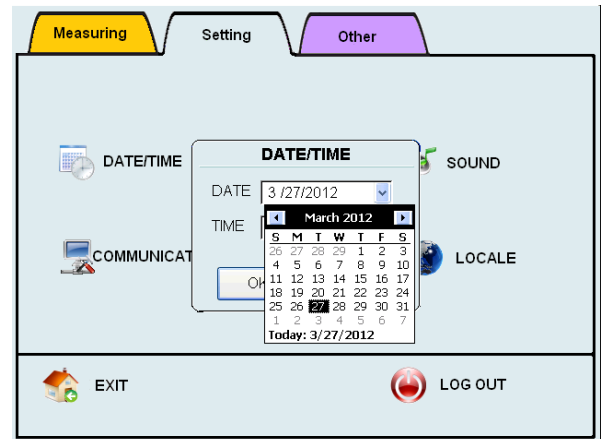 Measuring Setting Other
DATE/TIME
DATE/TIME SOUND
DATE 3 /27/2012
TIME
March 2012
S M T W T F S
26 27 28 29 1 2 3
4 5 6 7 8 9 10
11 12 13 14 15 16 17
18 19 20 21 22 23 24
25 26 27 28 29 30 31
1 2 3 4 5 6 7
Today: 3/27/2012
COMMUNICAT LOCALE
EXIT LOG OUT